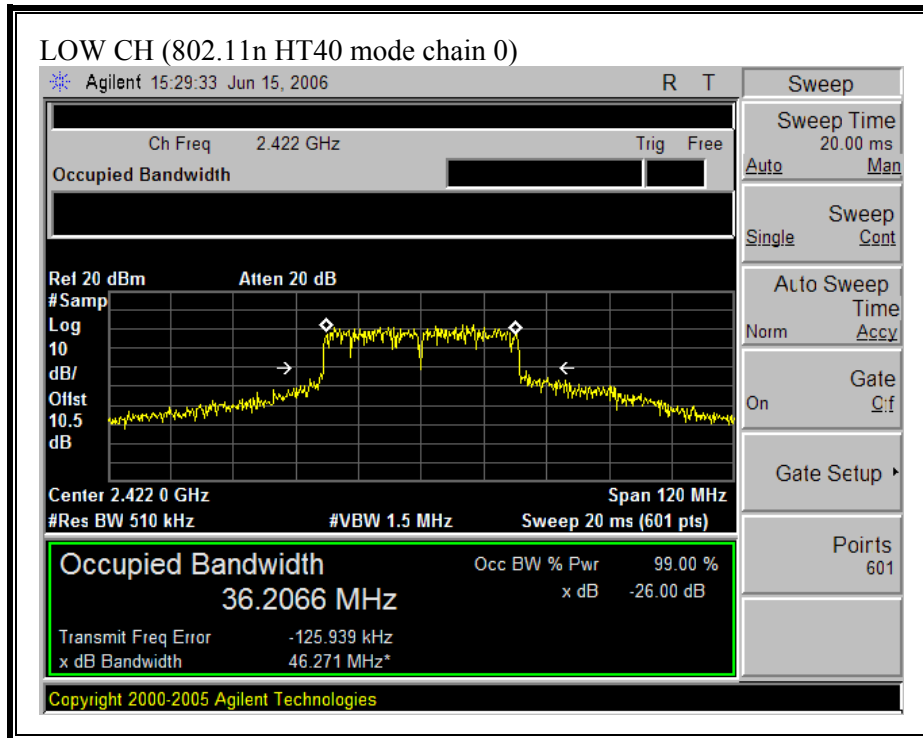 LOW CH (802.11n HT40 mode chain 0)
Agilent 15:29:33 Jun 15, 2006 R T
Sweep
Ch Freq 2.422 GHz Trig Free
Occupied Bandwidth
Sweep Time
20.00 ms
Auto Man
Sweep
Single Cont
Ref 20 dBm Atten 20 dB
#Samp
Log
10
dB/
Offst
10.5
dB
Auto Sweep
Time
Norm Accy
Gate
On Off
Center 2.422 0 GHz Span 120 MHz
#Res BW 510 kHz #VBW 1.5 MHz Sweep 20 ms (601 pts)
Gate Setup
Occupied Bandwidth Occ BW % Pwr 99.00 %
36.2066 MHz x dB -26.00 dB
Transmit Freq Error -125.939 kHz
x dB Bandwidth 46.271 MHz*
Points
601
Copyright 2000-2005 Agilent Technologies